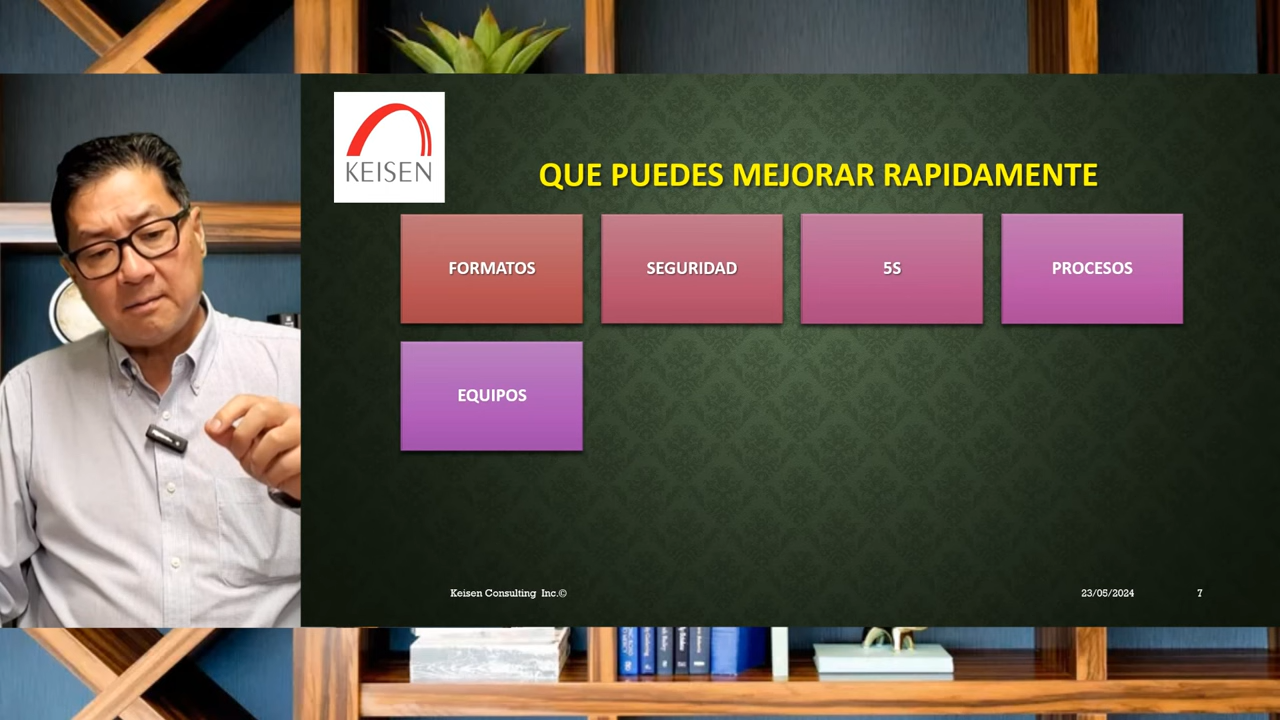 KEISEN
QUE PUEDES MEJORAR RAPIDAMENTE
FORMATOS
SEGURIDAD
5S
PROCESOS
EQUIPOS
Keisen Consulting Inc.©
23/05/2024
7